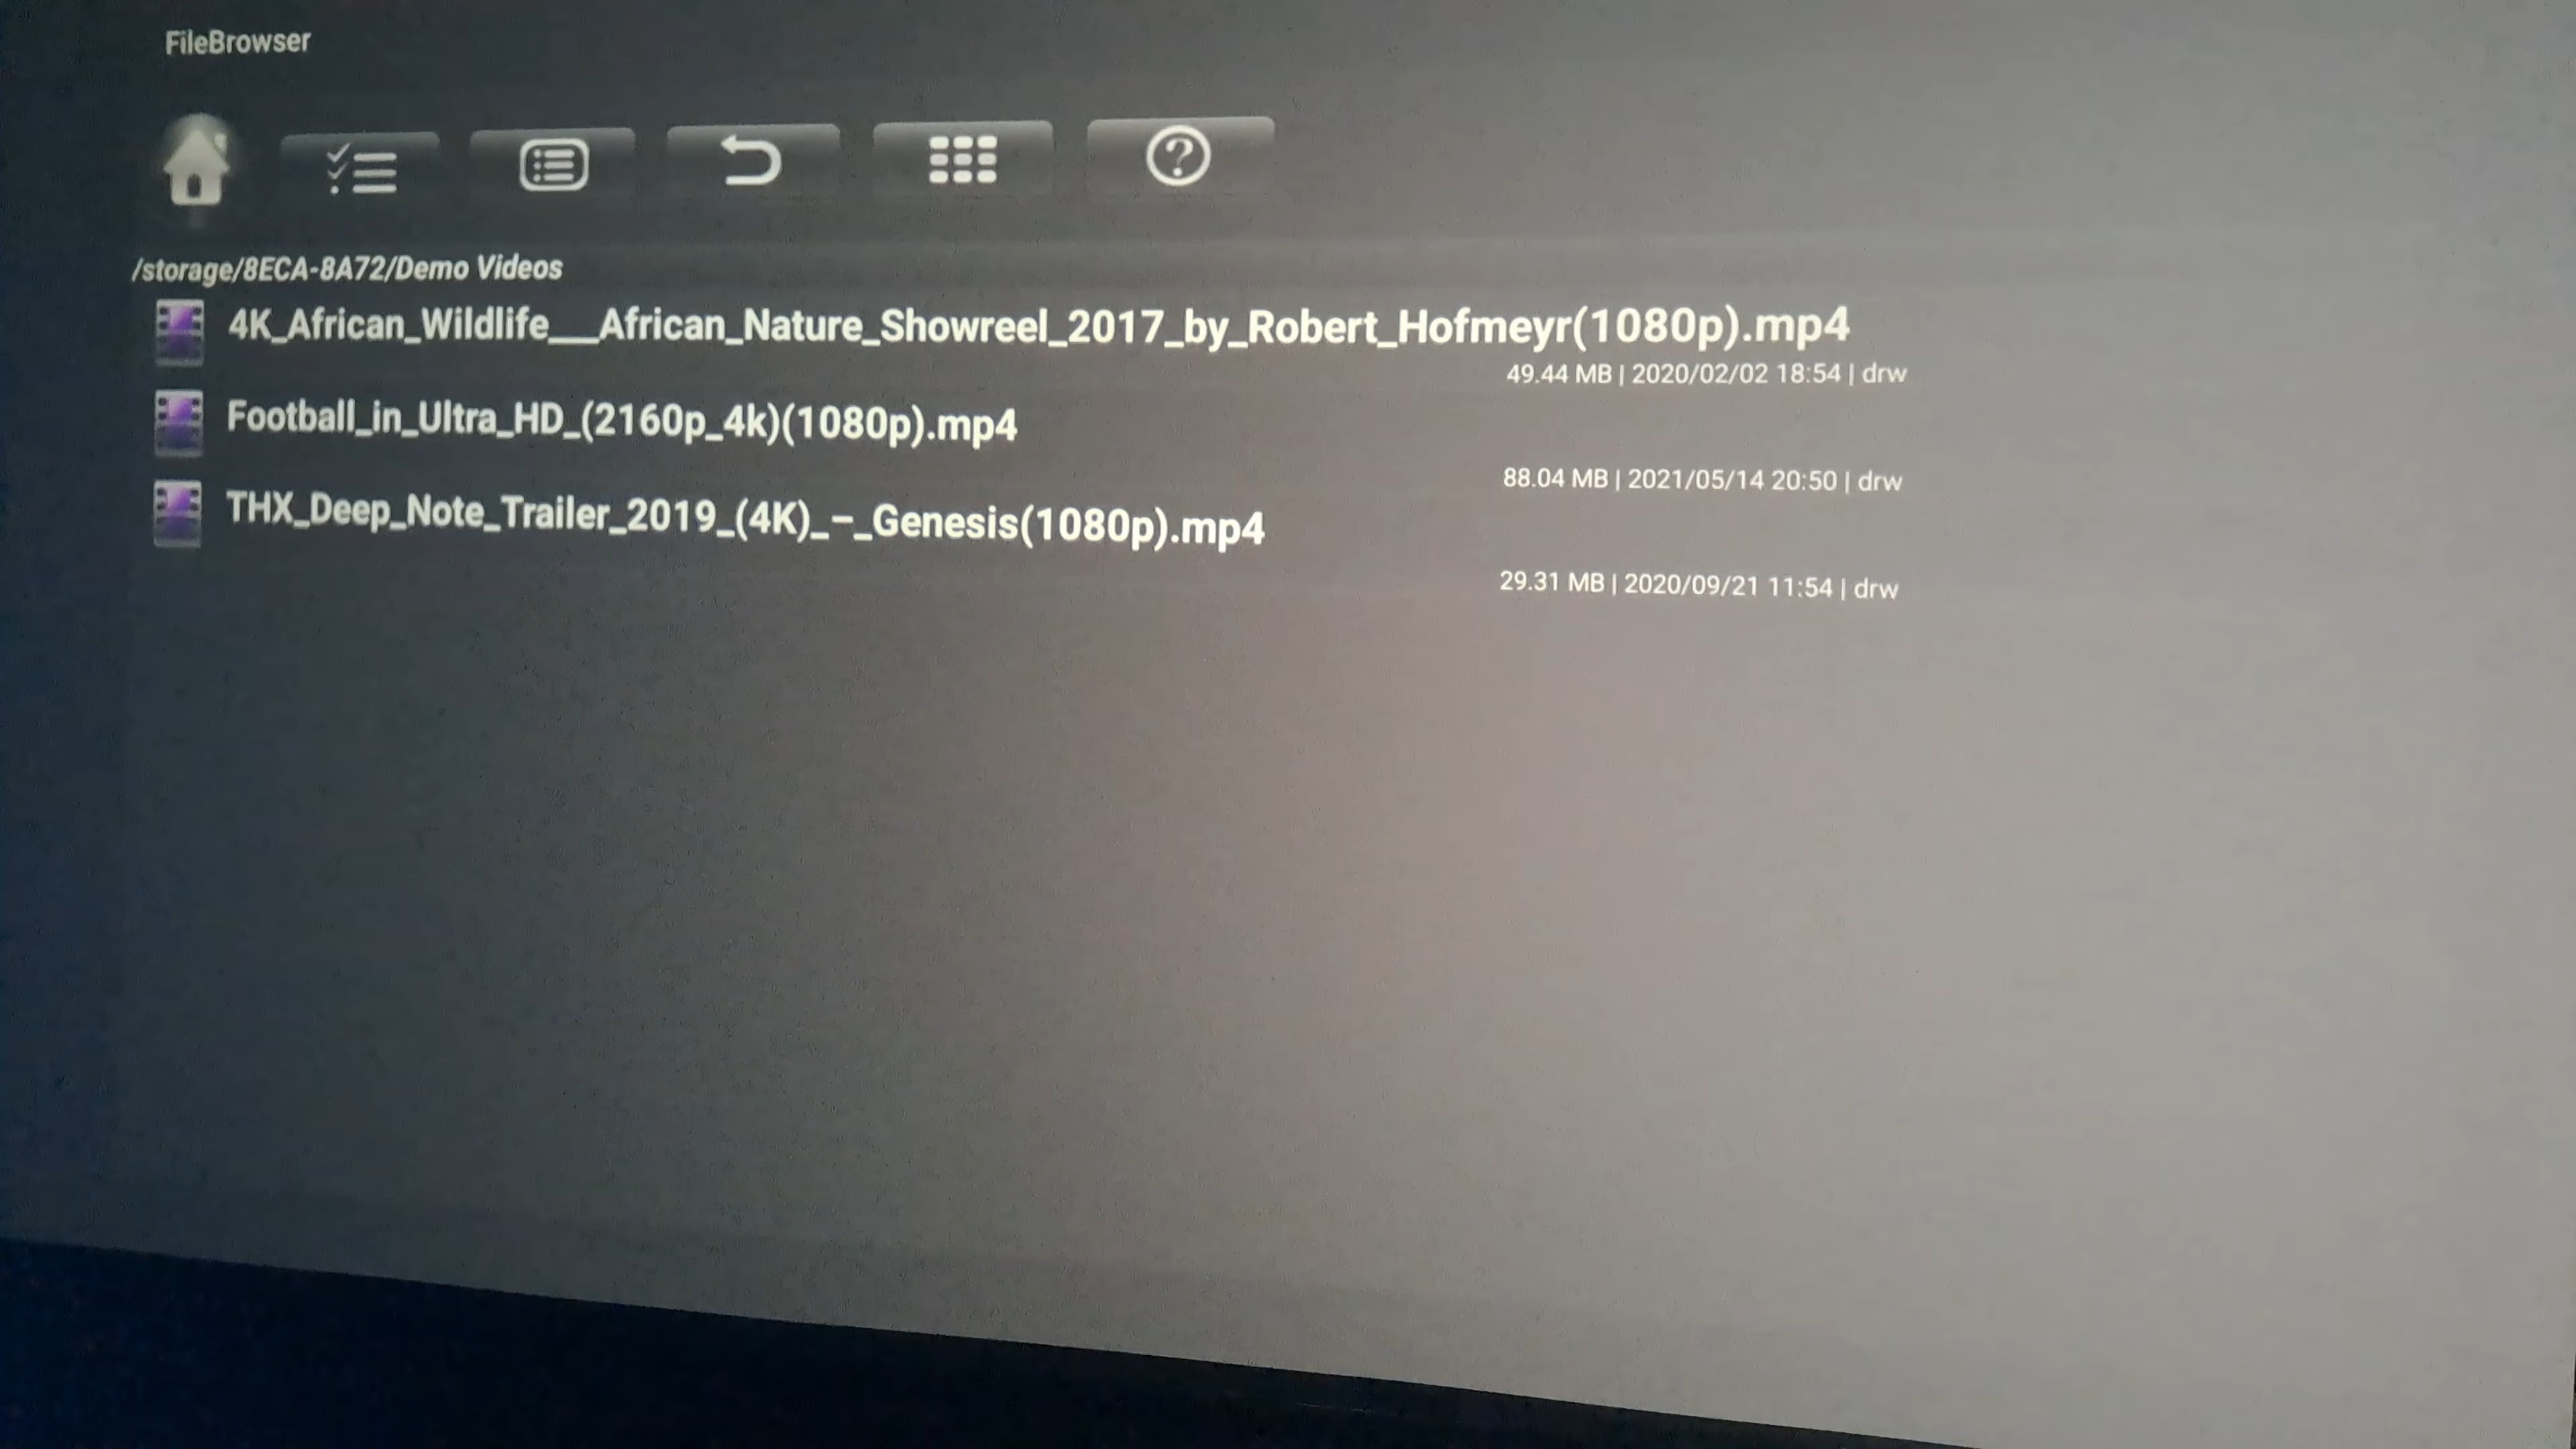 FileBrowser
/storage/8ECA-8A72/Demo Videos
4K_African_Wildlife__African_Nature_Showreel_2017_by_Robert_Hofmeyr(1080p).mp4
49.44 MB | 2020/02/02 18:54 | drw
Football_in_Ultra_HD_(2160p_4k)(1080p).mp4
88.04 MB | 2021/05/14 20:50 | drw
THX_Deep_Note_Trailer_2019_(4K)_-_Genesis(1080p).mp4
29.31 MB | 2020/09/21 11:54 | drw